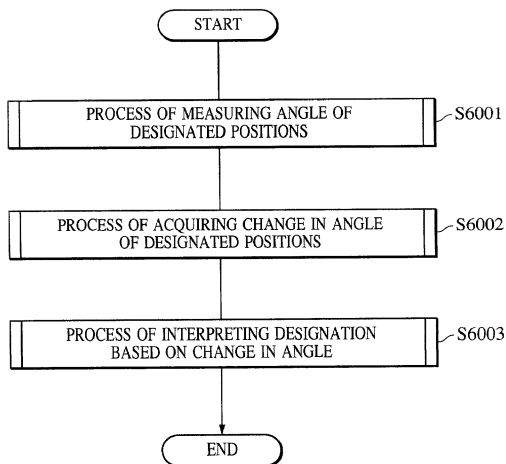 START
PROCESS OF MEASURING ANGLE OF
DESIGNATED POSITIONS
S6001
PROCESS OF ACQUIRING CHANGE IN ANGLE
OF DESIGNATED POSITIONS
S6002
PROCESS OF INTERPRETING DESIGNATION
BASED ON CHANGE IN ANGLE
S6003
END